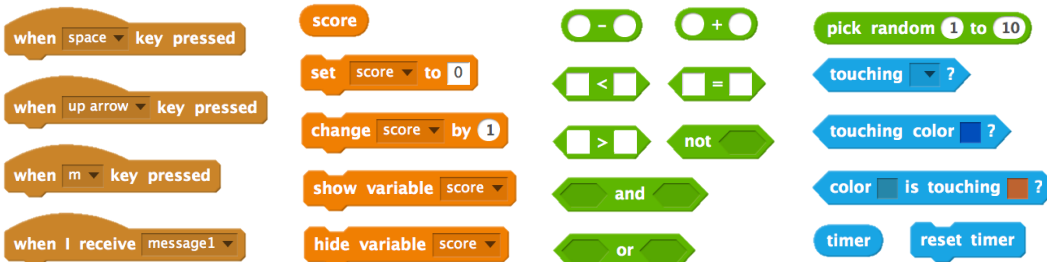 when space key pressed
when up arrow key pressed
when m key pressed
when I receive message1
score
set score to 0
change score by 1
show variable score
hide variable score
-
+
<
=
>
not
and
or
pick random 1 to 10
touching ?
touching color ?
color is touching ?
timer
reset timer